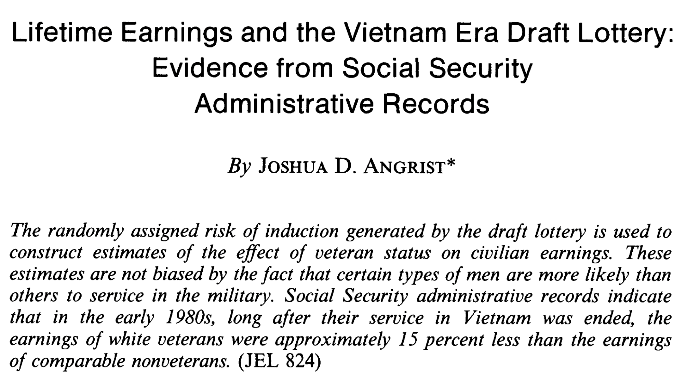 Lifetime Earnings and the Vietnam Era Draft Lottery:
Evidence from Social Security
Administrative Records
By JOSHUA D. ANGRIST*
The randomly assigned risk of induction generated by the draft lottery is used to
construct estimates of the effect of veteran status on civilian earnings. These
estimates are not biased by the fact that certain types of men are more likely than
others to service in the military. Social Security administrative records indicate
that in the early 1980s, long after their service in Vietnam was ended, the
earnings of white veterans were approximately 15 percent less than the earnings
of comparable nonveterans. (JEL 824)